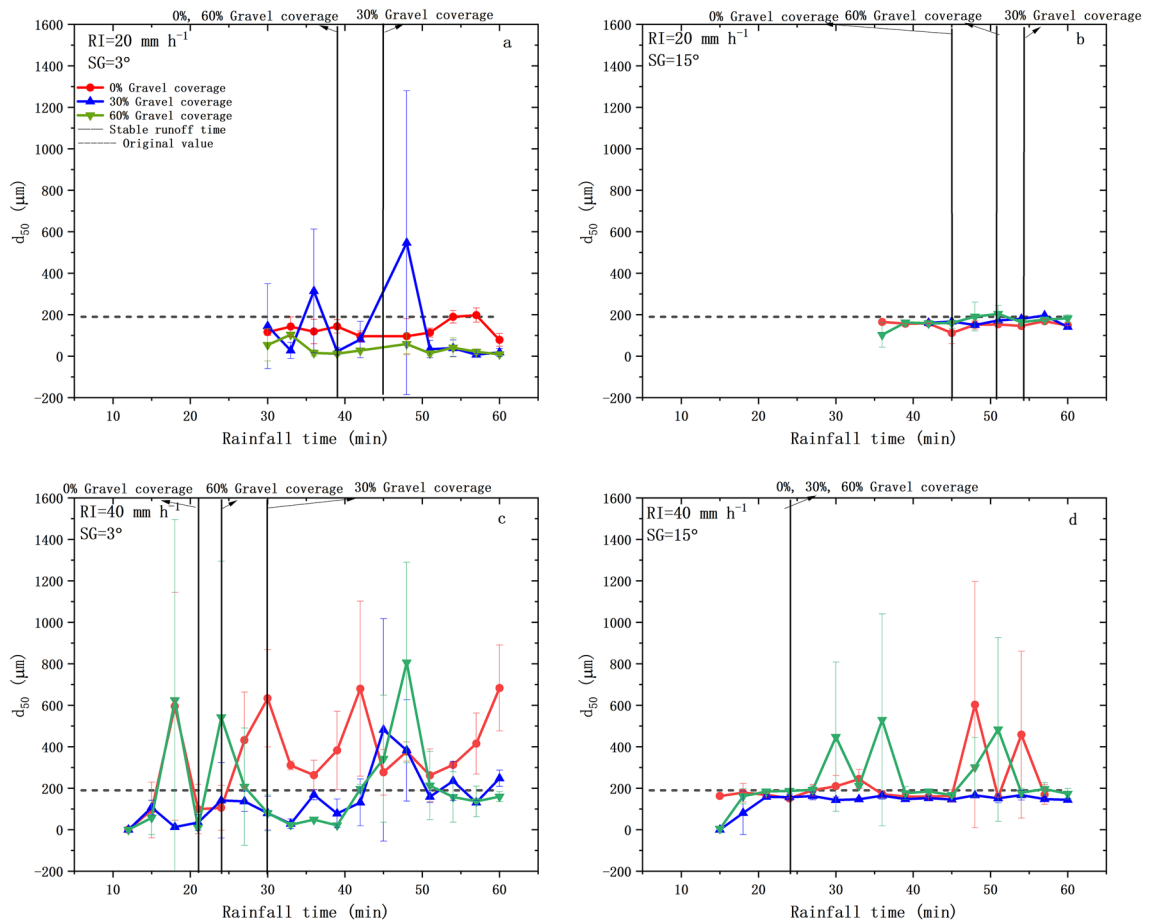 0%, 60% Gravel coverage
30% Gravel coverage
1600
1400
1200
1000
800
600
400
200
0
−200
RI=20 mm h⁻¹
SG=3°
a
0% Gravel coverage
30% Gravel coverage
60% Gravel coverage
Stable runoff time
Original value
d₅₀ (μm)
10 20 30 40 50 60
Rainfall time (min)
0% Gravel coverage
60% Gravel coverage
30% Gravel coverage
1600
1400
1200
1000
800
600
400
200
0
−200
RI=20 mm h⁻¹
SG=15°
b
d₅₀ (μm)
10 20 30 40 50 60
Rainfall time (min)
0% Gravel coverage
60% Gravel coverage
30% Gravel coverage
1600
1400
1200
1000
800
600
400
200
0
−200
RI=40 mm h⁻¹
SG=3°
c
d₅₀ (μm)
10 20 30 40 50 60
Rainfall time (min)
0%, 30%, 60% Gravel coverage
1600
1400
1200
1000
800
600
400
200
0
−200
RI=40 mm h⁻¹
SG=15°
d
d₅₀ (μm)
10 20 30 40 50 60
Rainfall time (min)